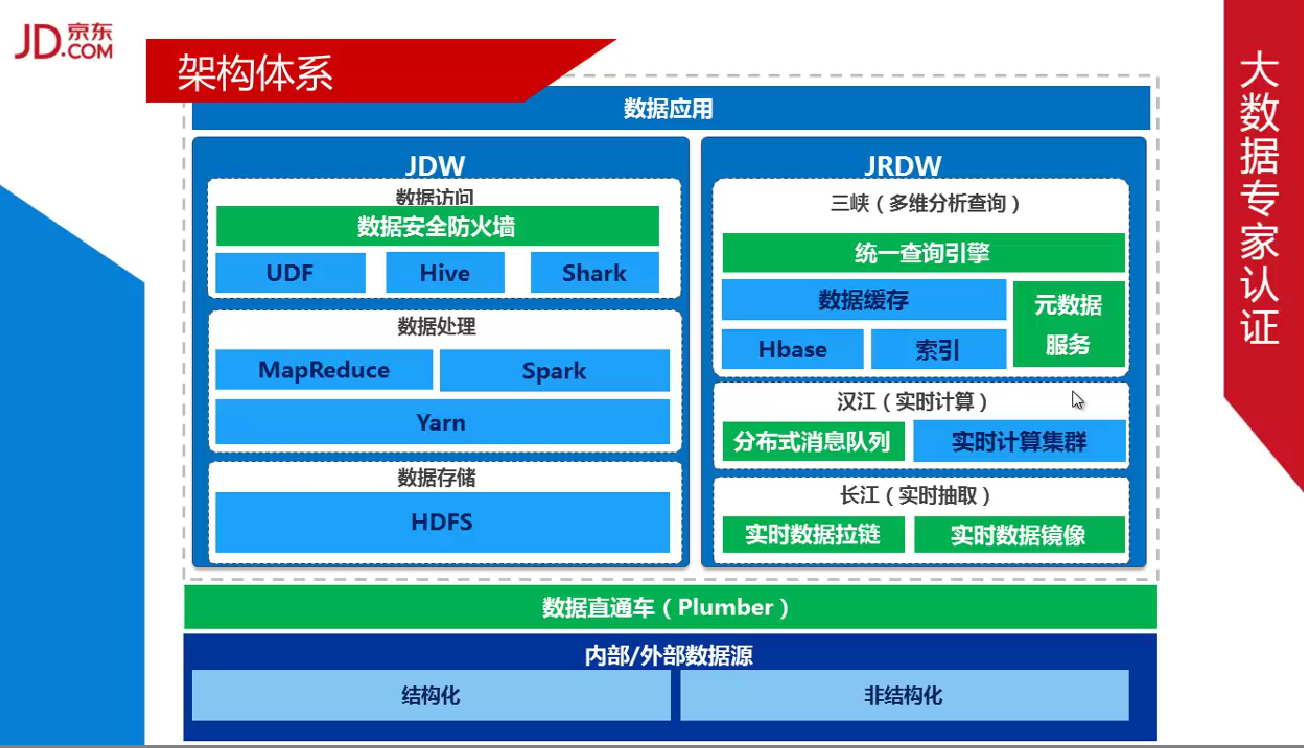 JD.COM 京东
架构体系
大数据专家认证
数据应用
JDW
数据访问
数据安全防火墙
UDF
Hive
Shark
数据处理
MapReduce
Spark
Yarn
数据存储
HDFS
JRDW
三峡（多维分析查询）
统一查询引擎
数据缓存
元数据
服务
Hbase
索引
汉江（实时计算）
分布式消息队列
实时计算集群
长江（实时抽取）
实时数据拉链
实时数据镜像
数据直通车（Plumber）
内部/外部数据源
结构化
非结构化